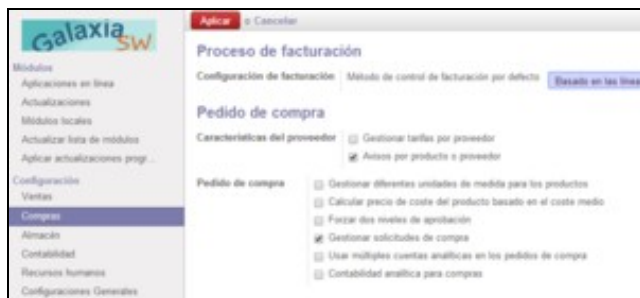 Galaxia SW
Módulos
Aplicaciones en línea
Actualizaciones
Módulos locales
Actualizar lista de módulos
Aplicar actualizaciones progr...
Configuración
Ventas
Compras
Almacén
Contabilidad
Recursos humanos
Configuraciones Generales
Aplicar o Cancelar
Proceso de facturación
Configuración de facturación Método de control de facturación por defecto Basado en las línea
Pedido de compra
Características del proveedor Gestionar tarifas por proveedor
Avisos por producto o proveedor
Pedido de compra Gestionar diferentes unidades de medida para los productos
Calcular precio de coste del producto basado en el coste medio
Forzar dos niveles de aprobación
Gestionar solicitudes de compra
Usar múltiples cuentas analíticas en los pedidos de compra
Contabilidad analítica para compras